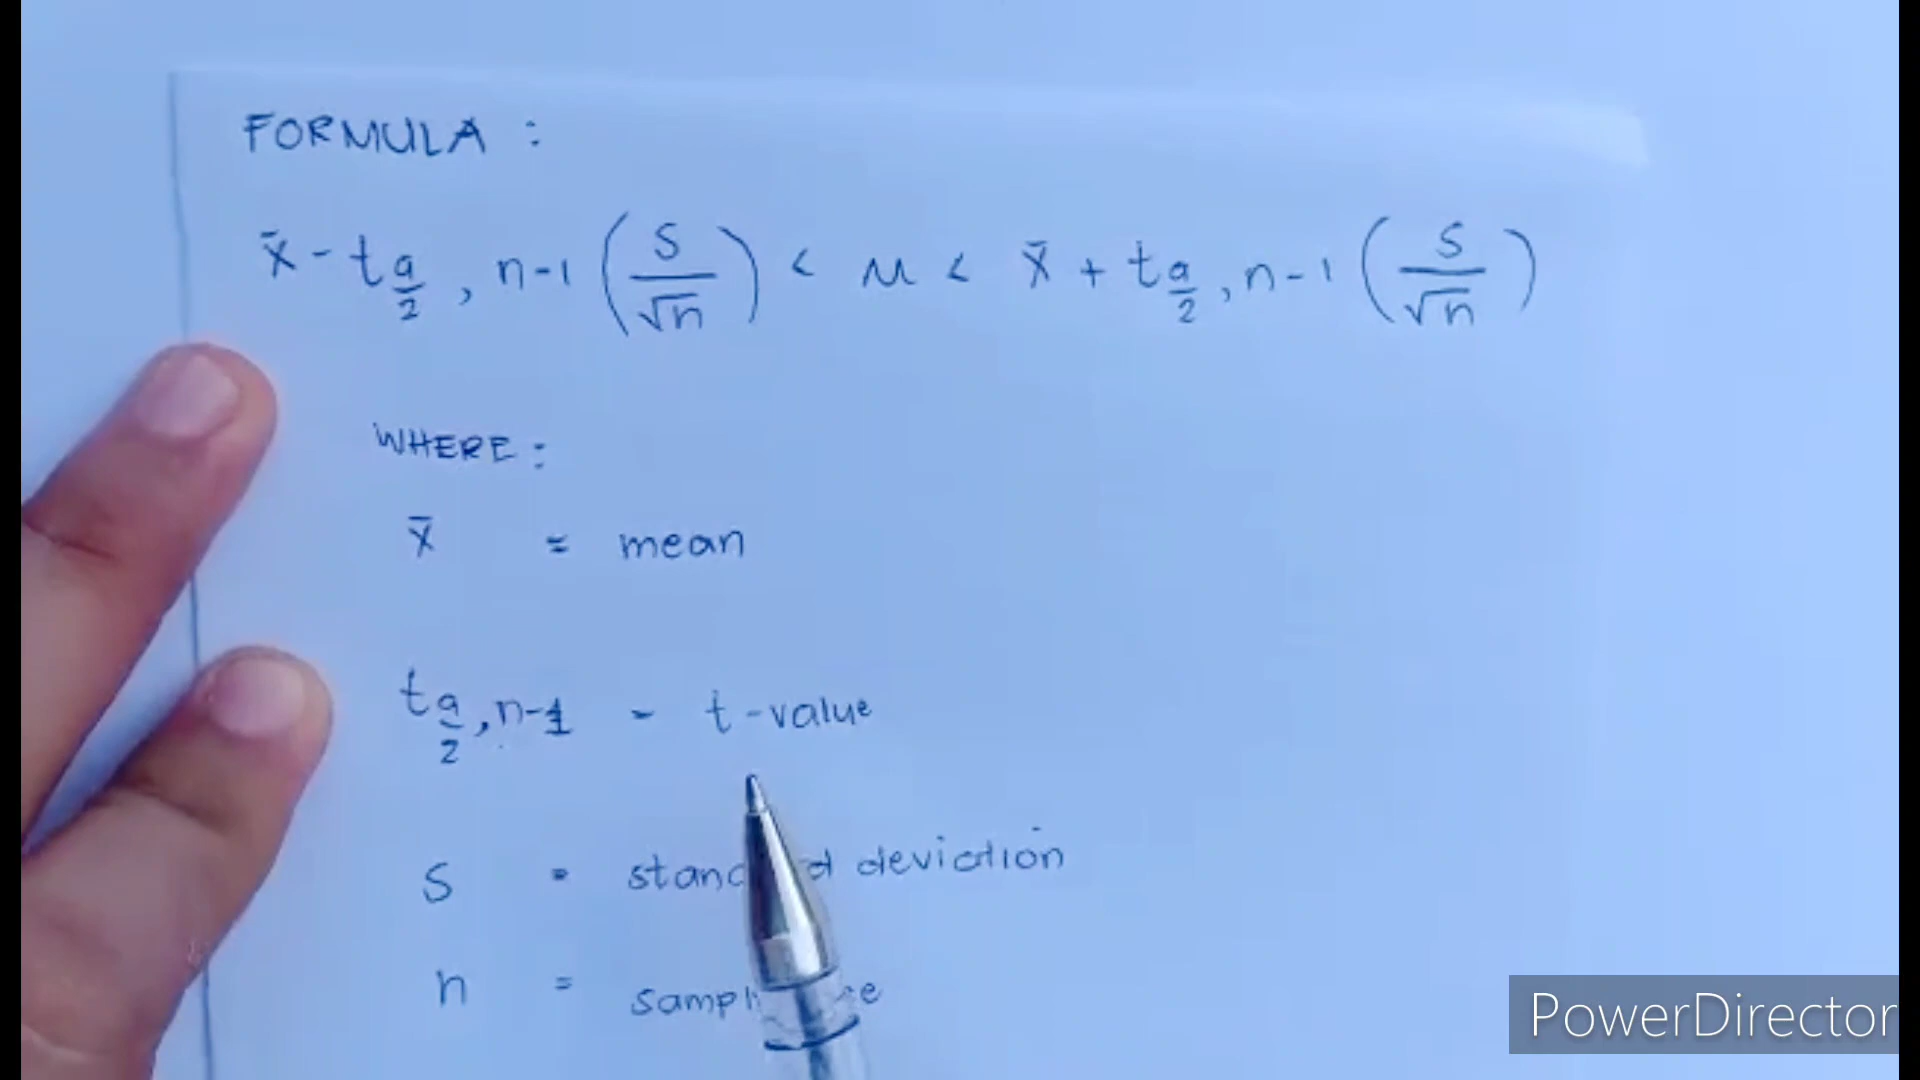 FORMULA :
x̄ - t a/2 , n-1 ( s / √n ) < μ < x̄ + t a/2 , n-1 ( s / √n )
WHERE :
x̄ = mean
t a/2 , n-1 - t-value
s = deviation
n =
PowerDirector